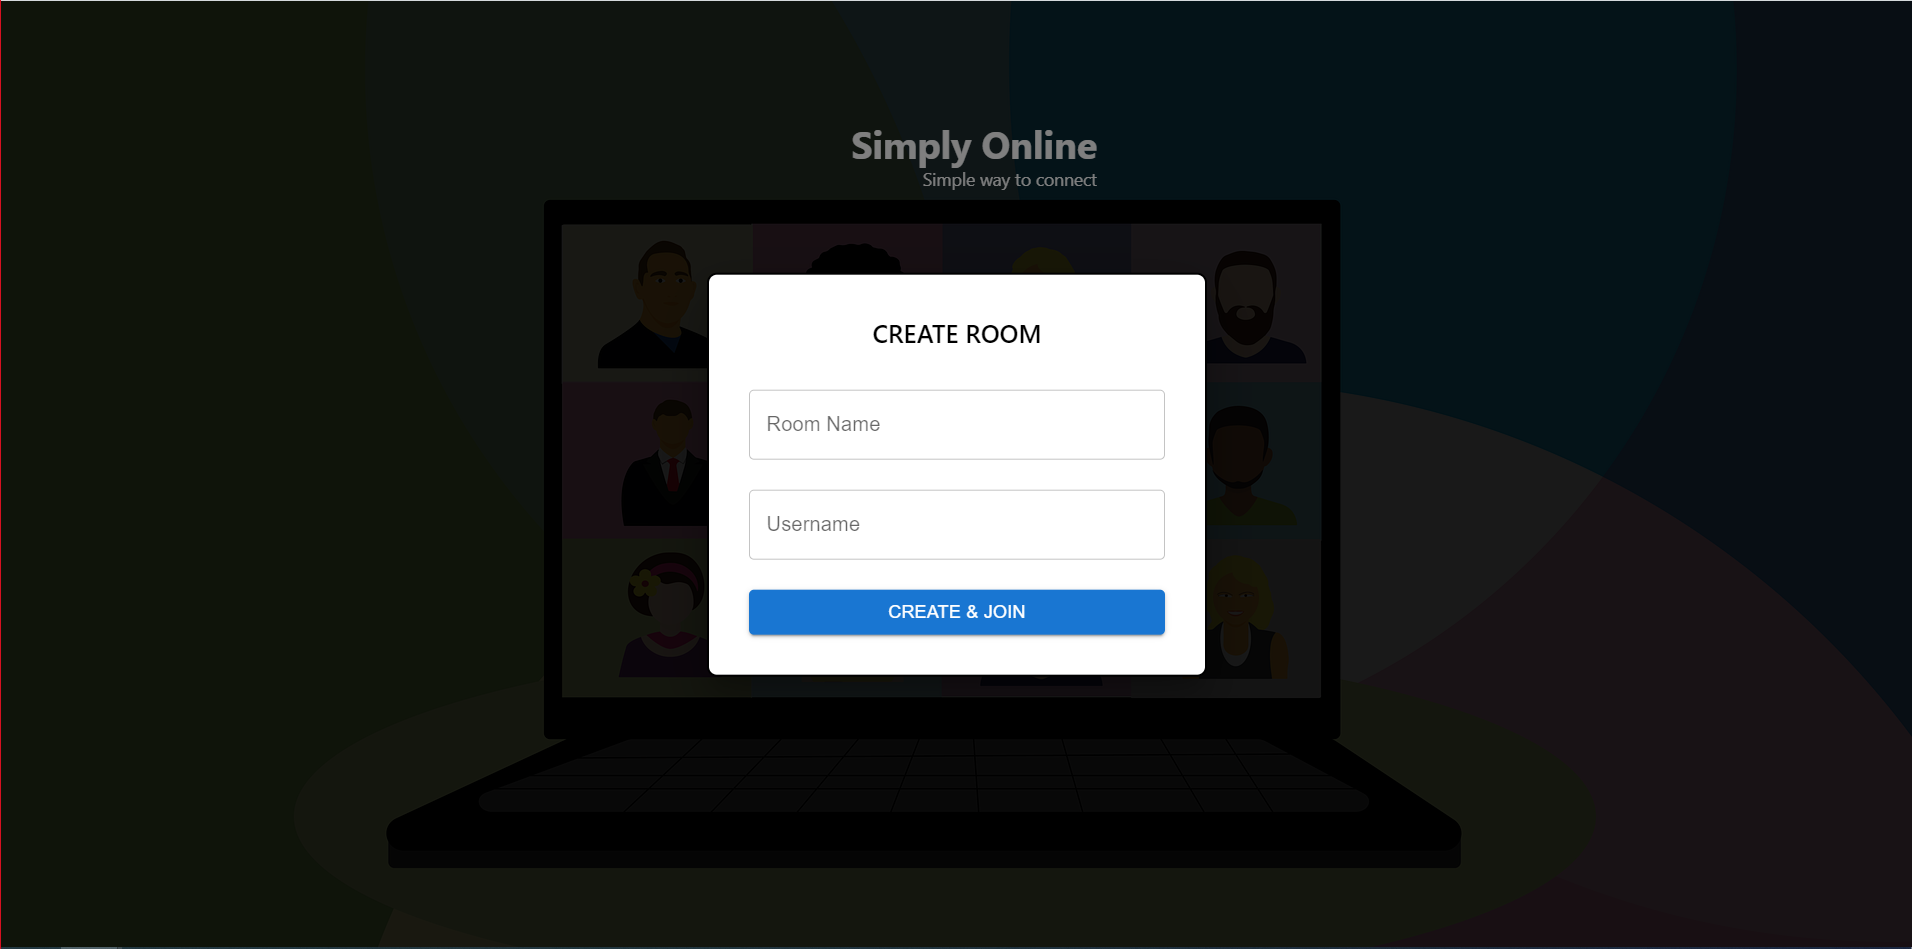 Simply Online
Simple way to connect
CREATE ROOM
Room Name
Username
CREATE & JOIN